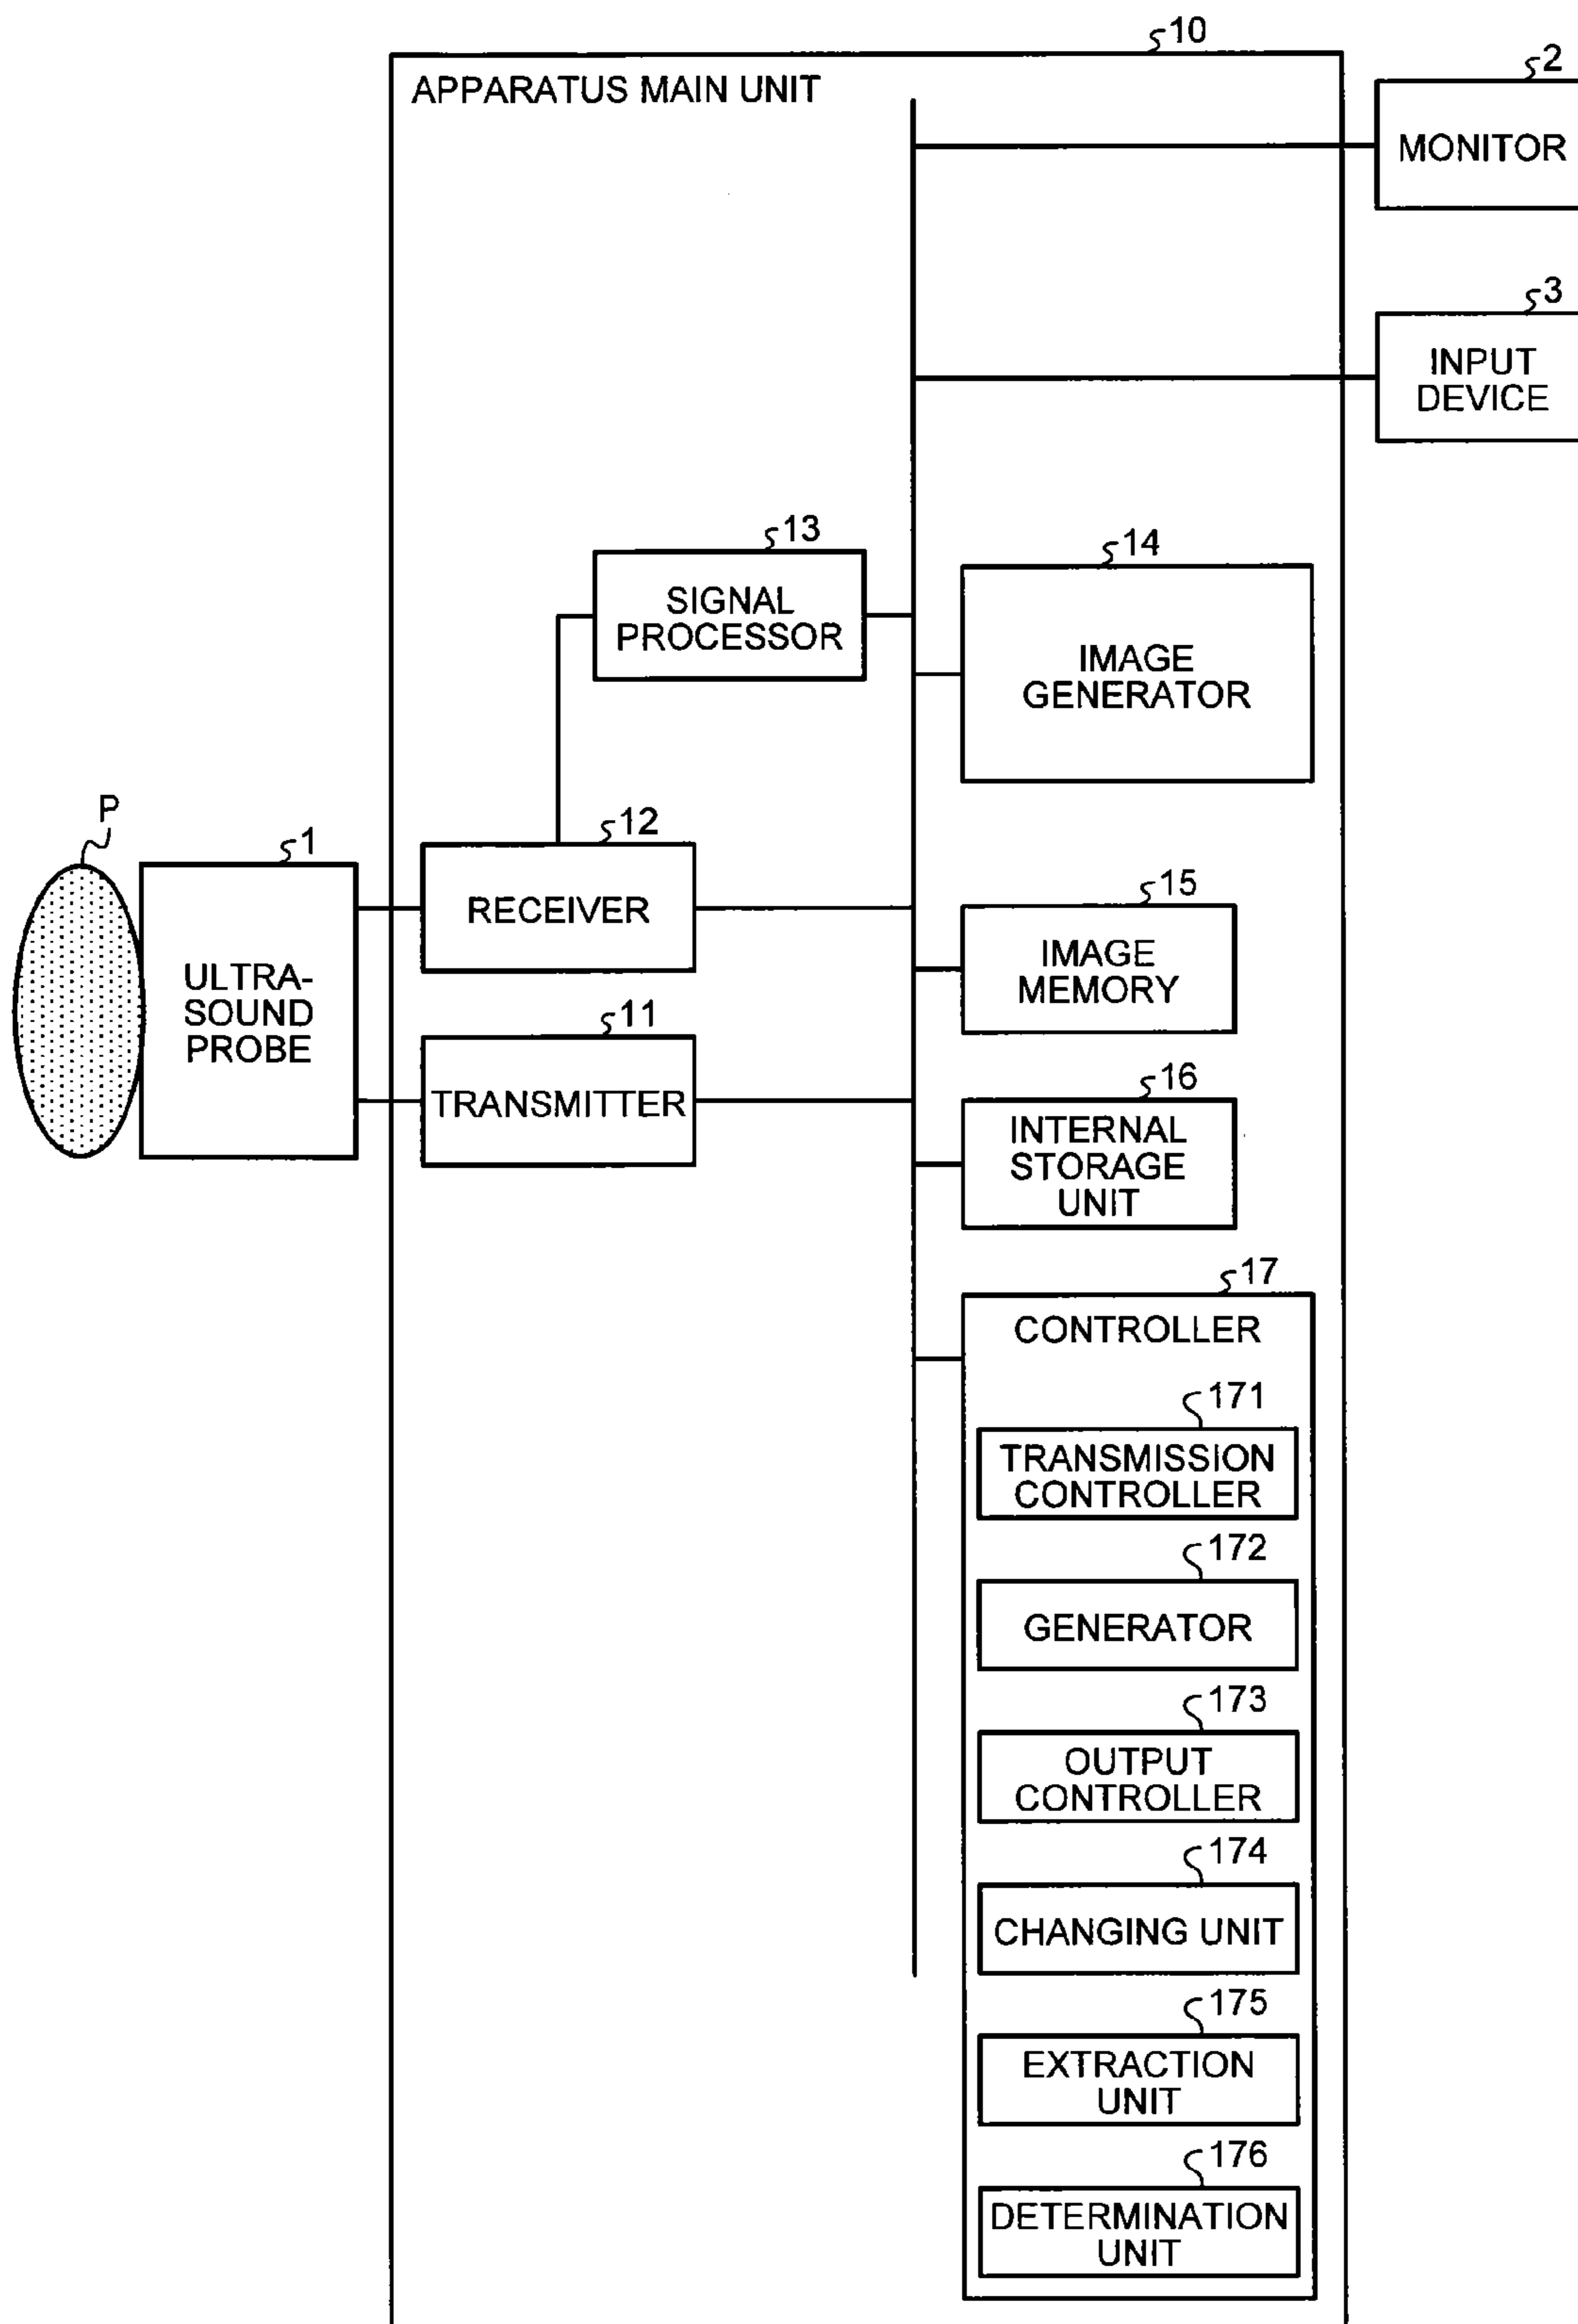 10
APPARATUS MAIN UNIT
2
MONITOR
3
INPUT
DEVICE
13
SIGNAL
PROCESSOR
14
IMAGE
GENERATOR
P
1
ULTRA-
SOUND
PROBE
12
RECEIVER
11
TRANSMITTER
15
IMAGE
MEMORY
16
INTERNAL
STORAGE
UNIT
17
CONTROLLER
171
TRANSMISSION
CONTROLLER
172
GENERATOR
173
OUTPUT
CONTROLLER
174
CHANGING UNIT
175
EXTRACTION
UNIT
176
DETERMINATION
UNIT